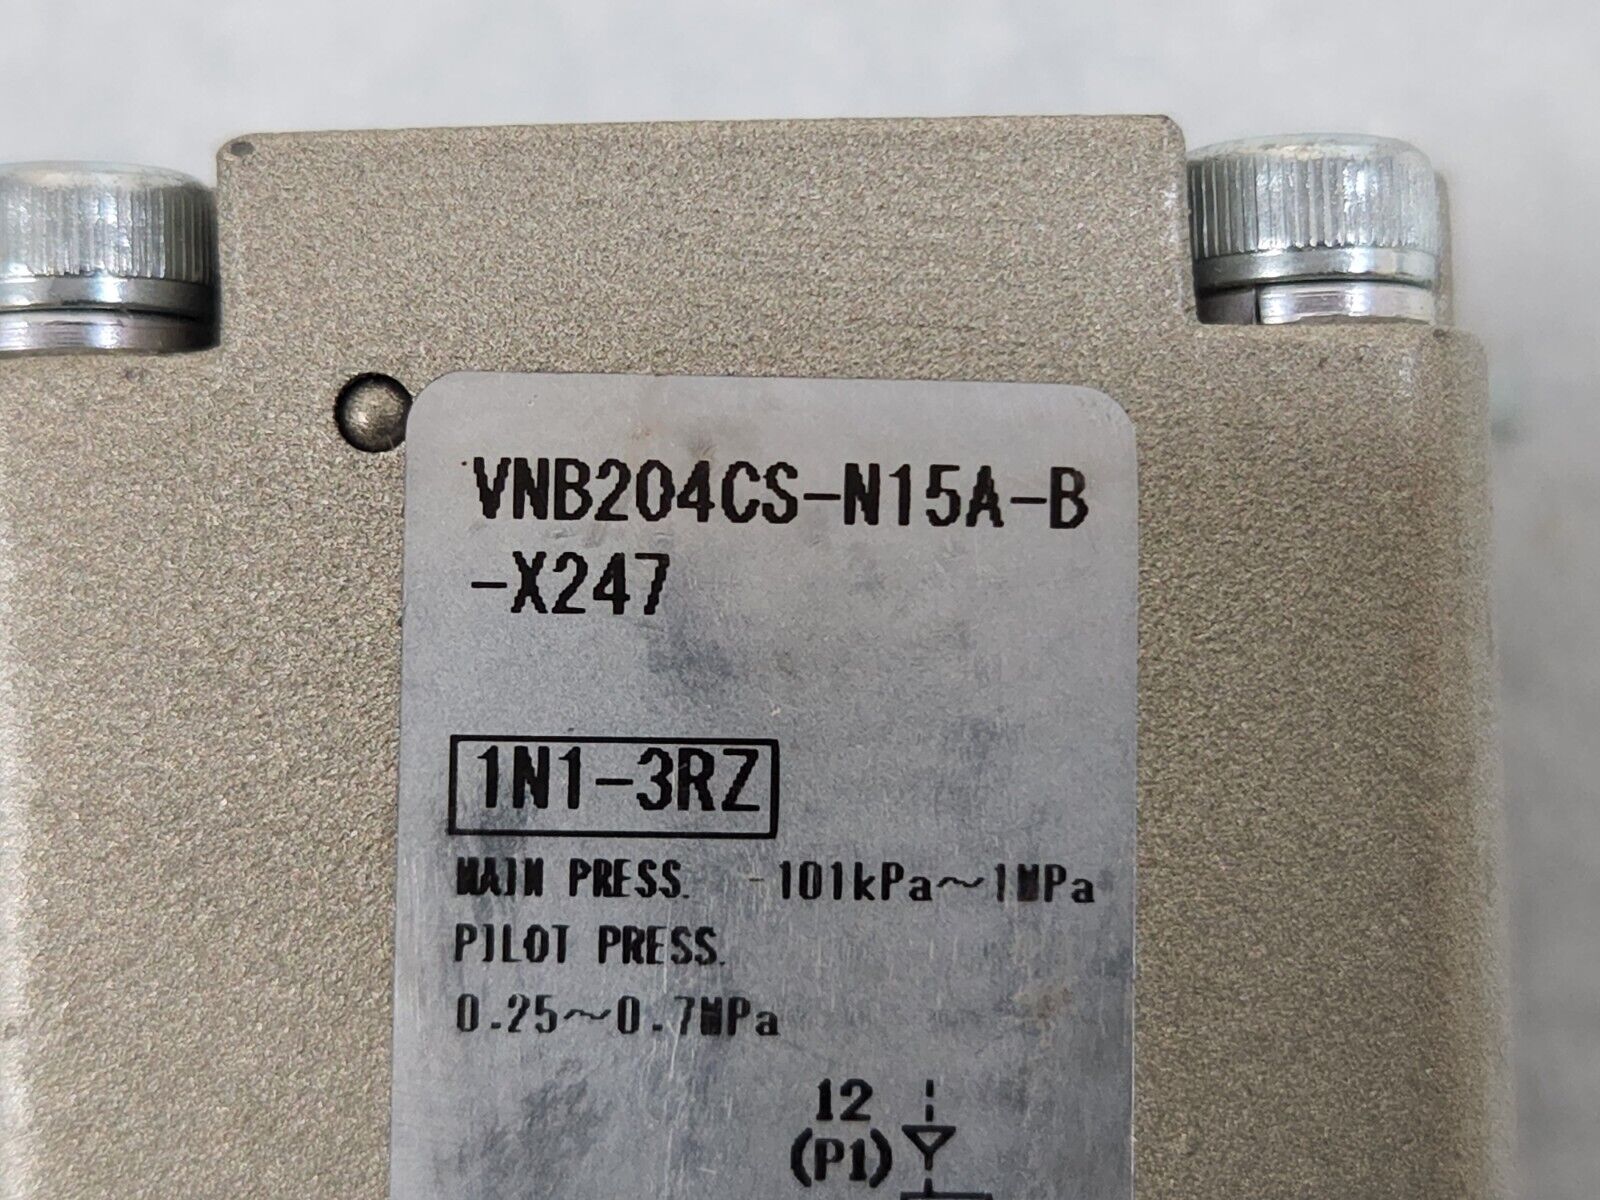 VNB204CS-N15A-B
-X247
1N1-3RZ
MAIN PRESS. -101kPa~1MPa
PILOT PRESS.
0.25~0.7MPa
12
(P1)